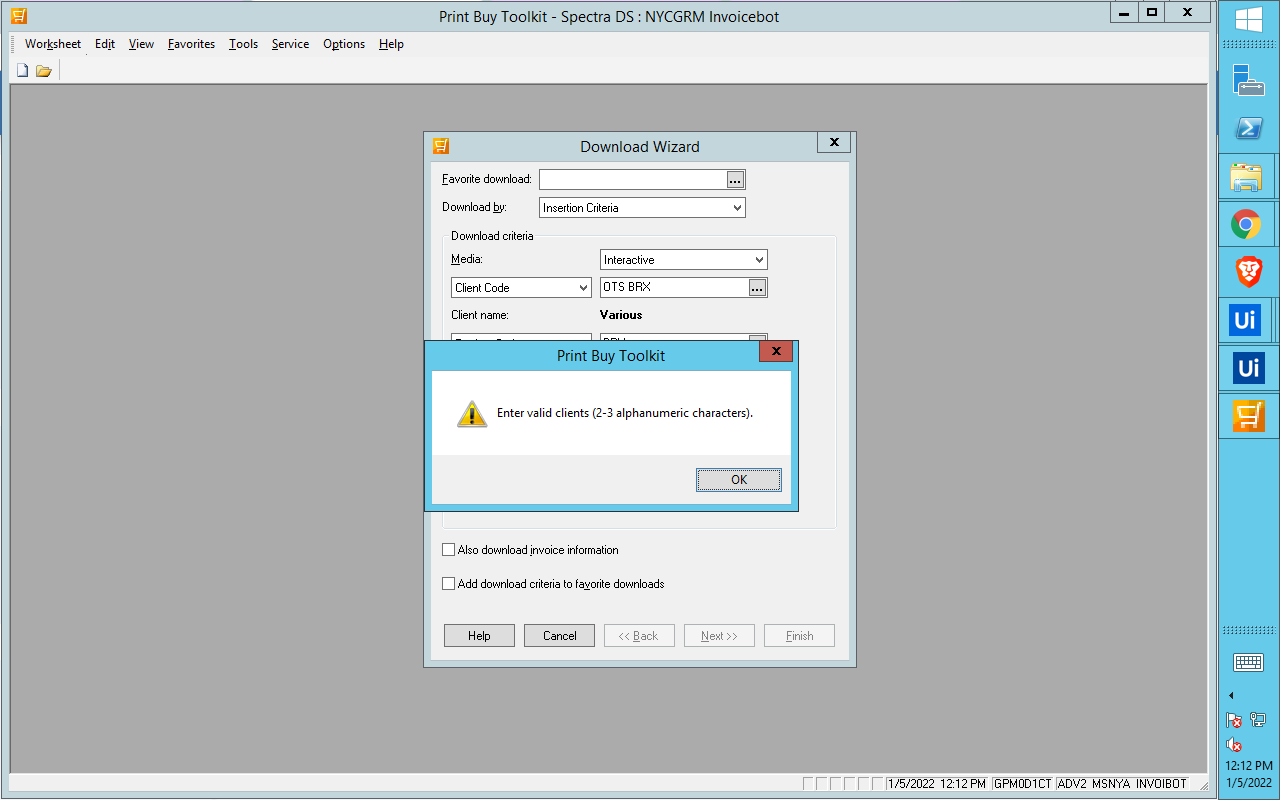 Print Buy Toolkit - Spectra DS : NYCGRM Invoicebot
Worksheet Edit View Favorites Tools Service Options Help
Download Wizard
Favorite download:
...
Download by:
Insertion Criteria
Download criteria
Media:
Interactive
Client Code
OTS BRX
...
Client name:
Various
Print Buy Toolkit
Enter valid clients (2-3 alphanumeric characters).
OK
Also download invoice information
Add download criteria to favorite downloads
Help
Cancel
<< Back
Next >>
Finish
Ui
Ui
12:12 PM
1/5/2022
1/5/2022 12:12 PM GPM0D1CT ADV2 MSNYA INVOIBOT